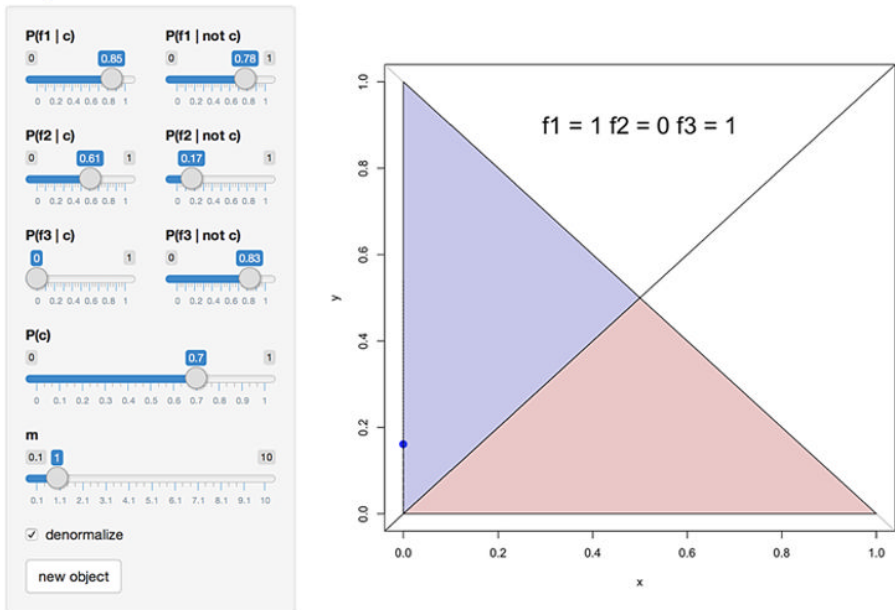 P(f1 | c) P(f1 | not c)
0 0.85 1 0 0.78 1
0 0.2 0.4 0.6 0.8 1 0 0.2 0.4 0.6 0.8 1
P(f2 | c) P(f2 | not c)
0 0.61 1 0 0.17 1
0 0.2 0.4 0.6 0.8 1 0 0.2 0.4 0.6 0.8 1
P(f3 | c) P(f3 | not c)
0 1 0 0.83 1
0 0.2 0.4 0.6 0.8 1 0 0.2 0.4 0.6 0.8 1
P(c)
0 0.7 1
0 0.1 0.2 0.3 0.4 0.5 0.6 0.7 0.8 0.9 1
m
0.1 1 10
0.1 1.1 2.1 3.1 4.1 5.1 6.1 7.1 8.1 9.1 10
denormalize
new object
f1 = 1 f2 = 0 f3 = 1
1.0
0.8
0.6
y
0.4
0.2
0.0
0.0 0.2 0.4 0.6 0.8 1.0
x